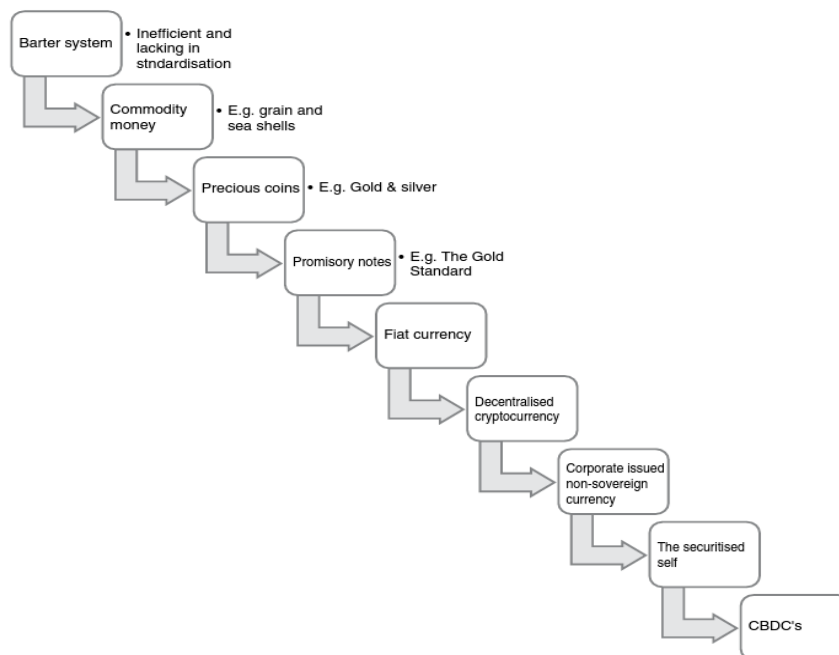 Barter system
• Inefficient and
lacking in
stndardisation
Commodity
money
• E.g. grain and
sea shells
Precious coins
• E.g. Gold & silver
Promisory notes
• E.g. The Gold
Standard
Fiat currency
Decentralised
cryptocurrency
Corporate issued
non-sovereign
currency
The securitised
self
CBDC's